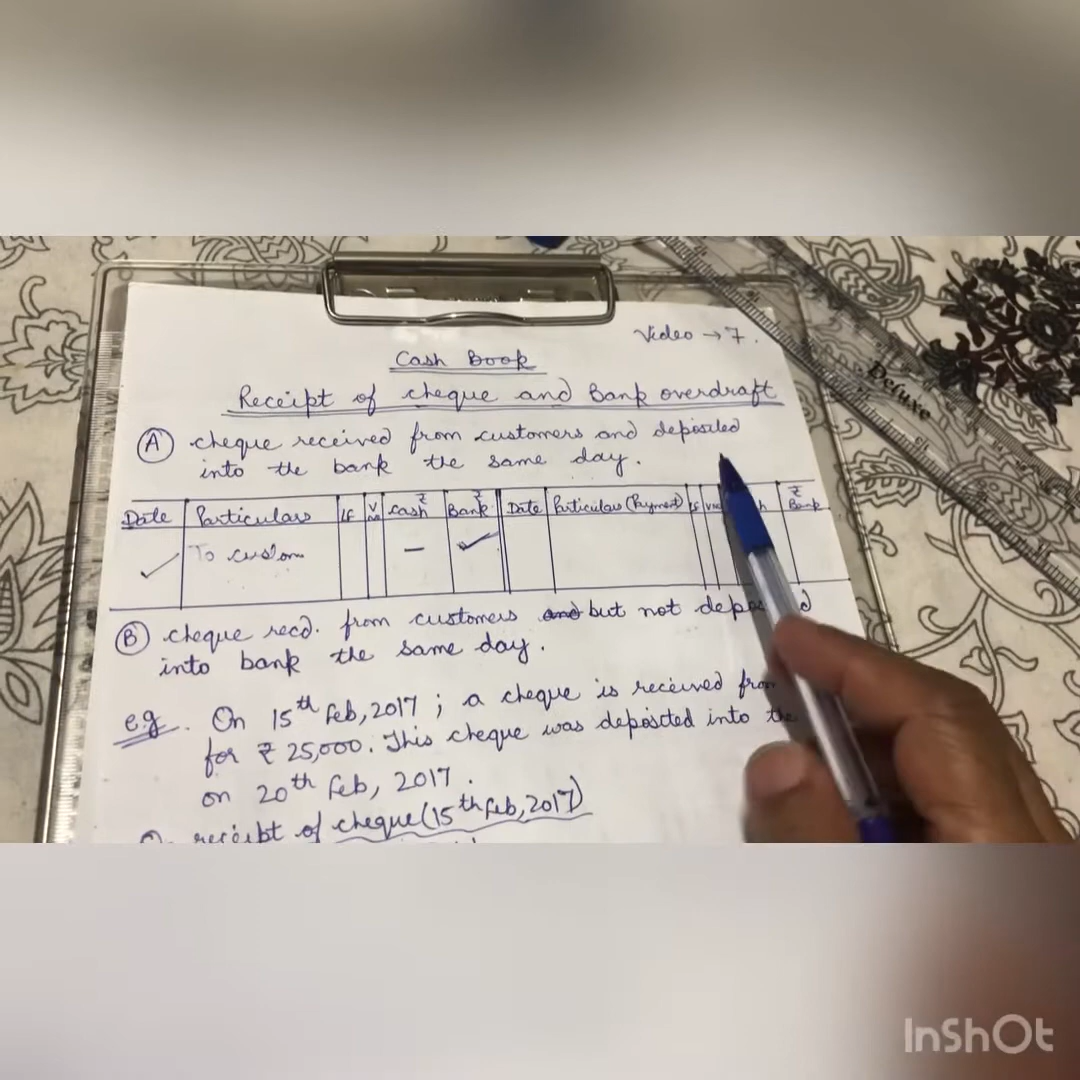 Video → 7.
Cash Book
Receipt of cheque and Bank overdraft
(A) cheque received from customers and deposited
into the bank the same day.
Date Particulars LF V no ₹ cash ₹ Bank Date Particulars (Payment) LF ₹ Bank
✓ To custom – ✓
(B) cheque recd. from customers and but not
into bank the same day.
e.g. On 15th Feb, 2017 ; a cheque is received from
for ₹ 25,000. This cheque was deposited into the
on 20th Feb, 2017.
receipt of cheque (15th Feb, 2017)
Deluxe
InShOt